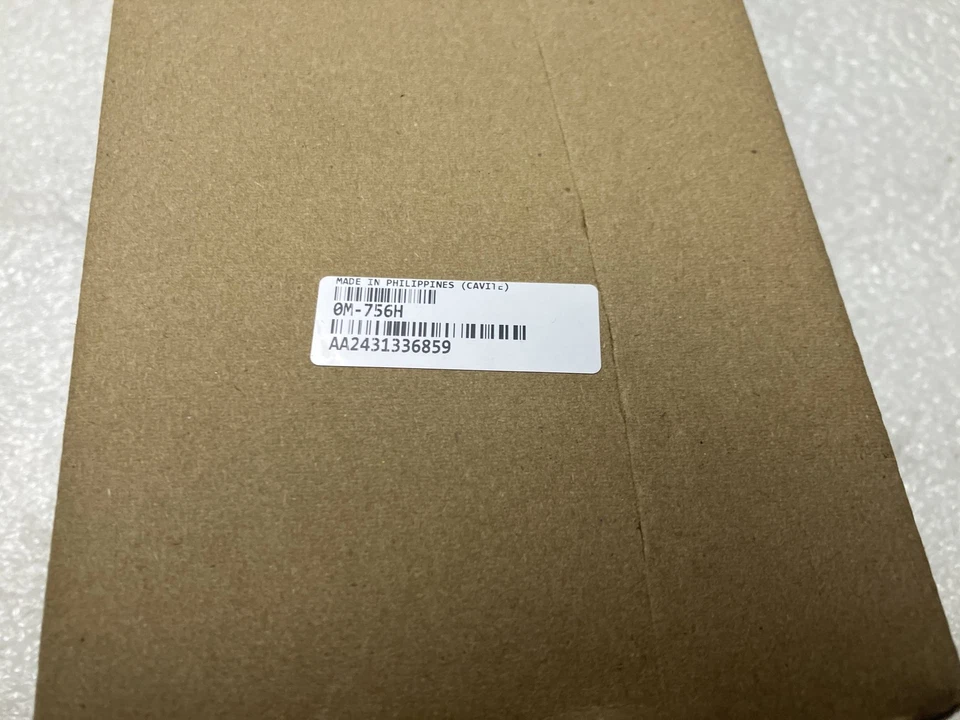 MADE IN PHILIPPINES (CAVITE)
0M-756H
AA2431336859